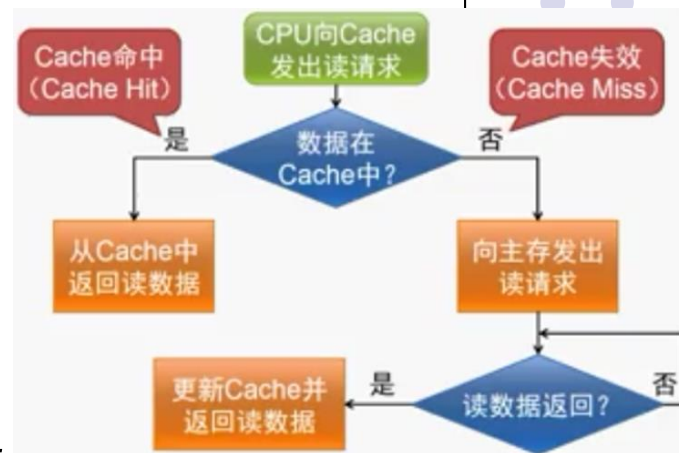 CPU向Cache
发出读请求
Cache命中
（Cache Hit）
Cache失效
（Cache Miss）
是
数据在
Cache中？
否
从Cache中
返回读数据
向主存发出
读请求
更新Cache并
返回读数据
是
读数据返回？
否